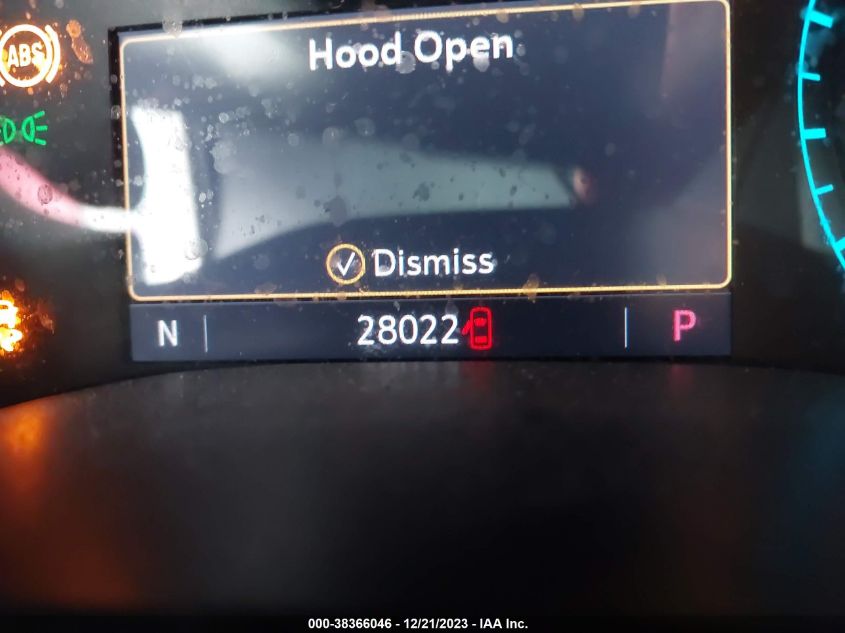 ABS
Hood Open
Dismiss
N 28022 P
000-38366046 - 12/21/2023 - IAA Inc.